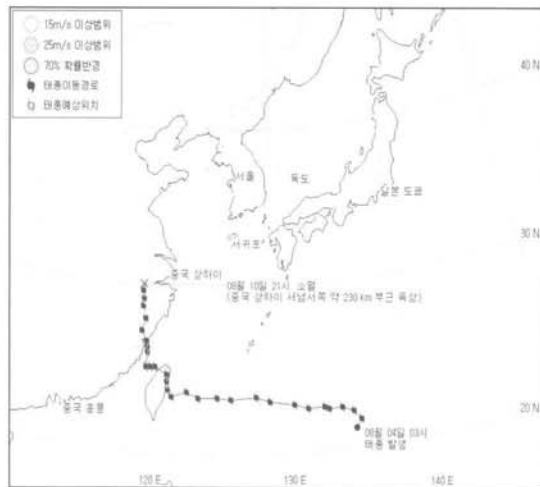 15m/s 이상범위
25m/s 이상범위
70% 확률반경
태풍이동경로
태풍예상위치
40 N
서울
독도
일본 도쿄
30 N
서귀포
중국 상하이
08월 10일 21시 소멸
(중국 상하이 서남서쪽 약 230 km 부근 육상)
중국 홍콩
20 N
08월 04일 03시
태풍 발생
120 E
130 E
140 E